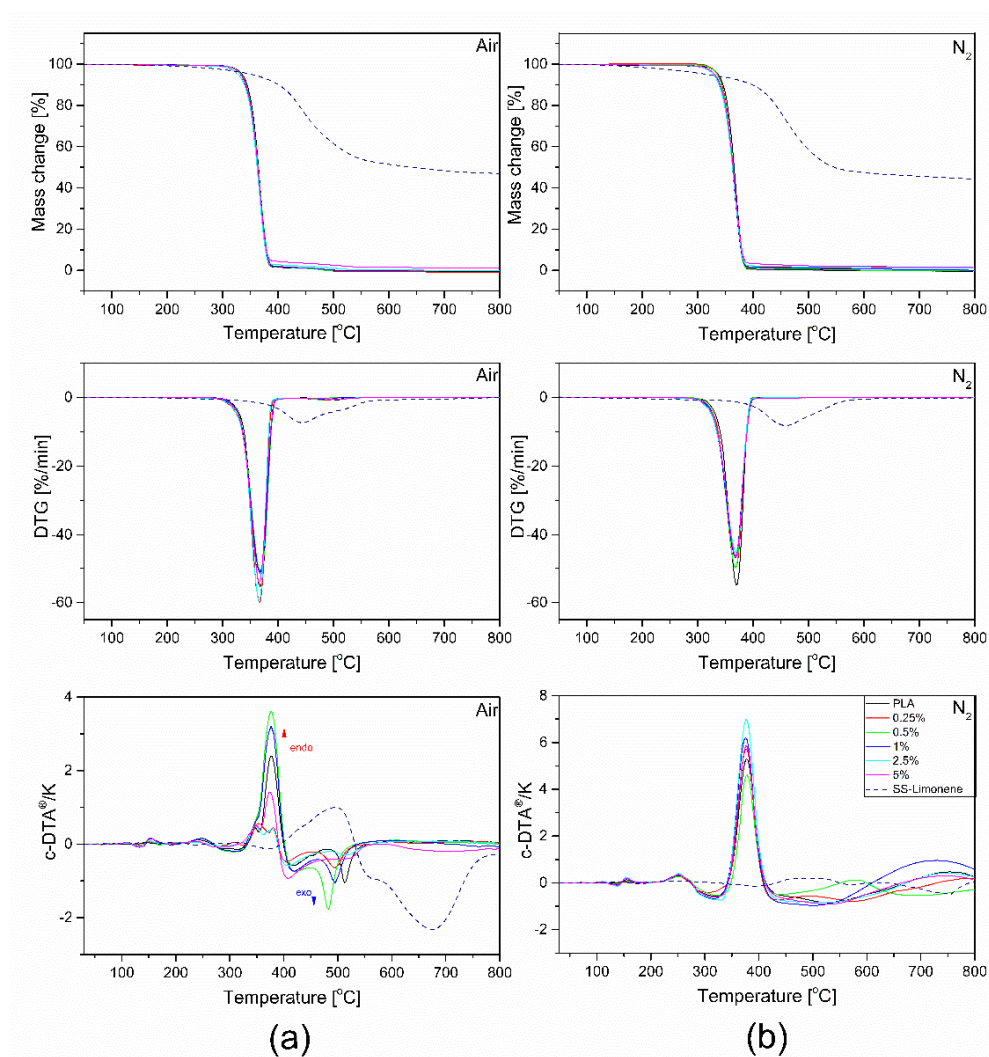 Air
Mass change [%]
100
80
60
40
20
0
100 200 300 400 500 600 700 800
Temperature [°C]
N₂
Mass change [%]
100
80
60
40
20
0
100 200 300 400 500 600 700 800
Temperature [°C]
Air
DTG [%/min]
0
-20
-40
-60
100 200 300 400 500 600 700 800
Temperature [°C]
N₂
DTG [%/min]
0
-20
-40
-60
100 200 300 400 500 600 700 800
Temperature [°C]
Air
c-DTA®/K
4
2
0
-2
endo
exo
100 200 300 400 500 600 700 800
Temperature [°C]
(a)
N₂
c-DTA®/K
8
6
4
2
0
-2
PLA
0.25%
0.5%
1%
2.5%
5%
SS-Limonene
100 200 300 400 500 600 700 800
Temperature [°C]
(b)